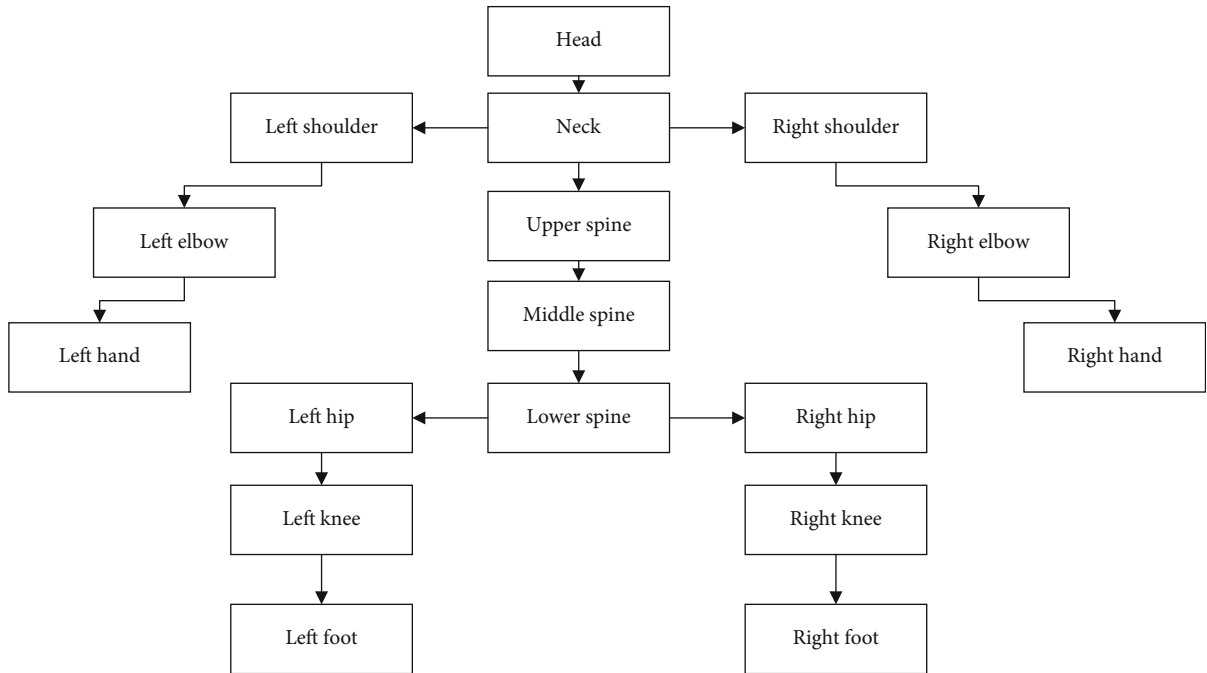 Head
Left shoulder
Neck
Right shoulder
Upper spine
Left elbow
Right elbow
Middle spine
Left hand
Right hand
Left hip
Lower spine
Right hip
Left knee
Right knee
Left foot
Right foot